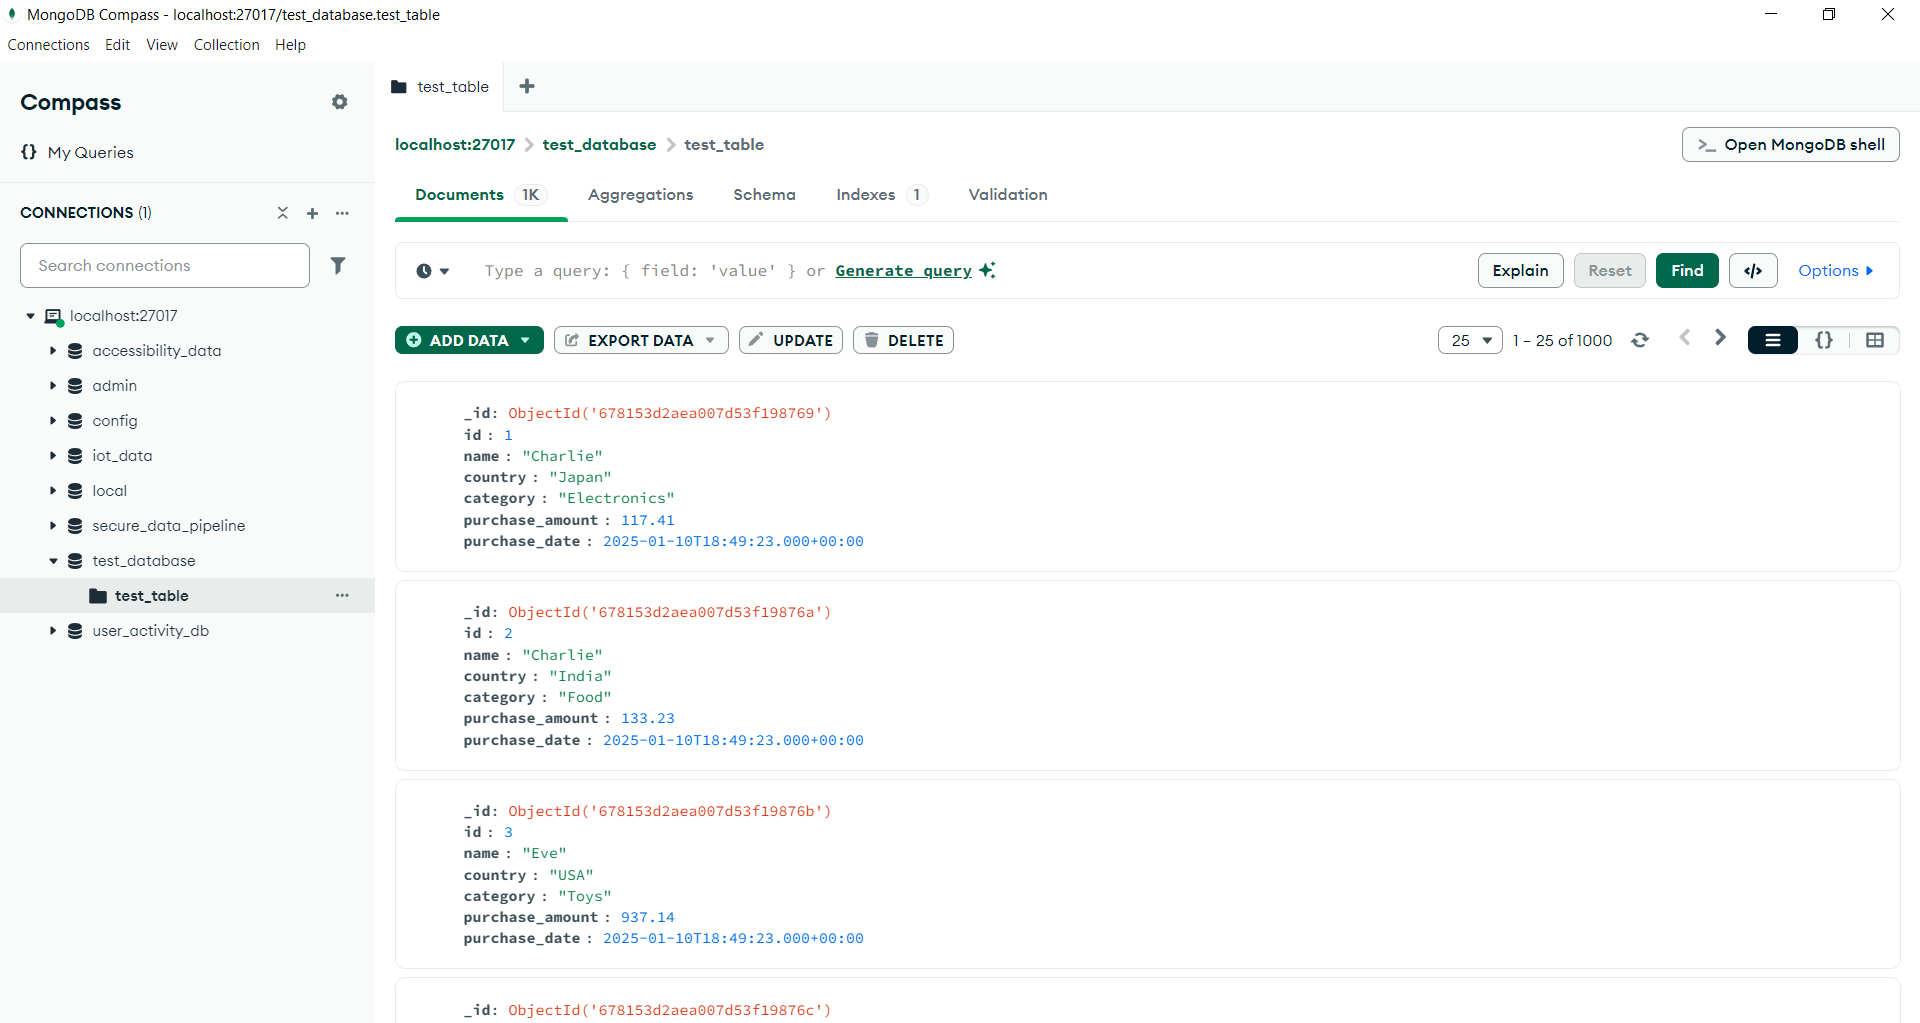 MongoDB Compass - localhost:27017/test_database.test_table
Connections Edit View Collection Help
Compass
{} My Queries
CONNECTIONS (1)
Search connections
localhost:27017
accessibility_data
admin
config
iot_data
local
secure_data_pipeline
test_database
test_table
user_activity_db
test_table
localhost:27017 > test_database > test_table
>_ Open MongoDB shell
Documents 1K Aggregations Schema Indexes 1 Validation
Type a query: { field: 'value' } or Generate query
Explain Reset Find </> Options
ADD DATA EXPORT DATA UPDATE DELETE
25 1 – 25 of 1000 {}
_id: ObjectId('678153d2aea007d53f198769')
id : 1
name : "Charlie"
country : "Japan"
category : "Electronics"
purchase_amount : 117.41
purchase_date : 2025-01-10T18:49:23.000+00:00
_id: ObjectId('678153d2aea007d53f19876a')
id : 2
name : "Charlie"
country : "India"
category : "Food"
purchase_amount : 133.23
purchase_date : 2025-01-10T18:49:23.000+00:00
_id: ObjectId('678153d2aea007d53f19876b')
id : 3
name : "Eve"
country : "USA"
category : "Toys"
purchase_amount : 937.14
purchase_date : 2025-01-10T18:49:23.000+00:00
_id: ObjectId('678153d2aea007d53f19876c')